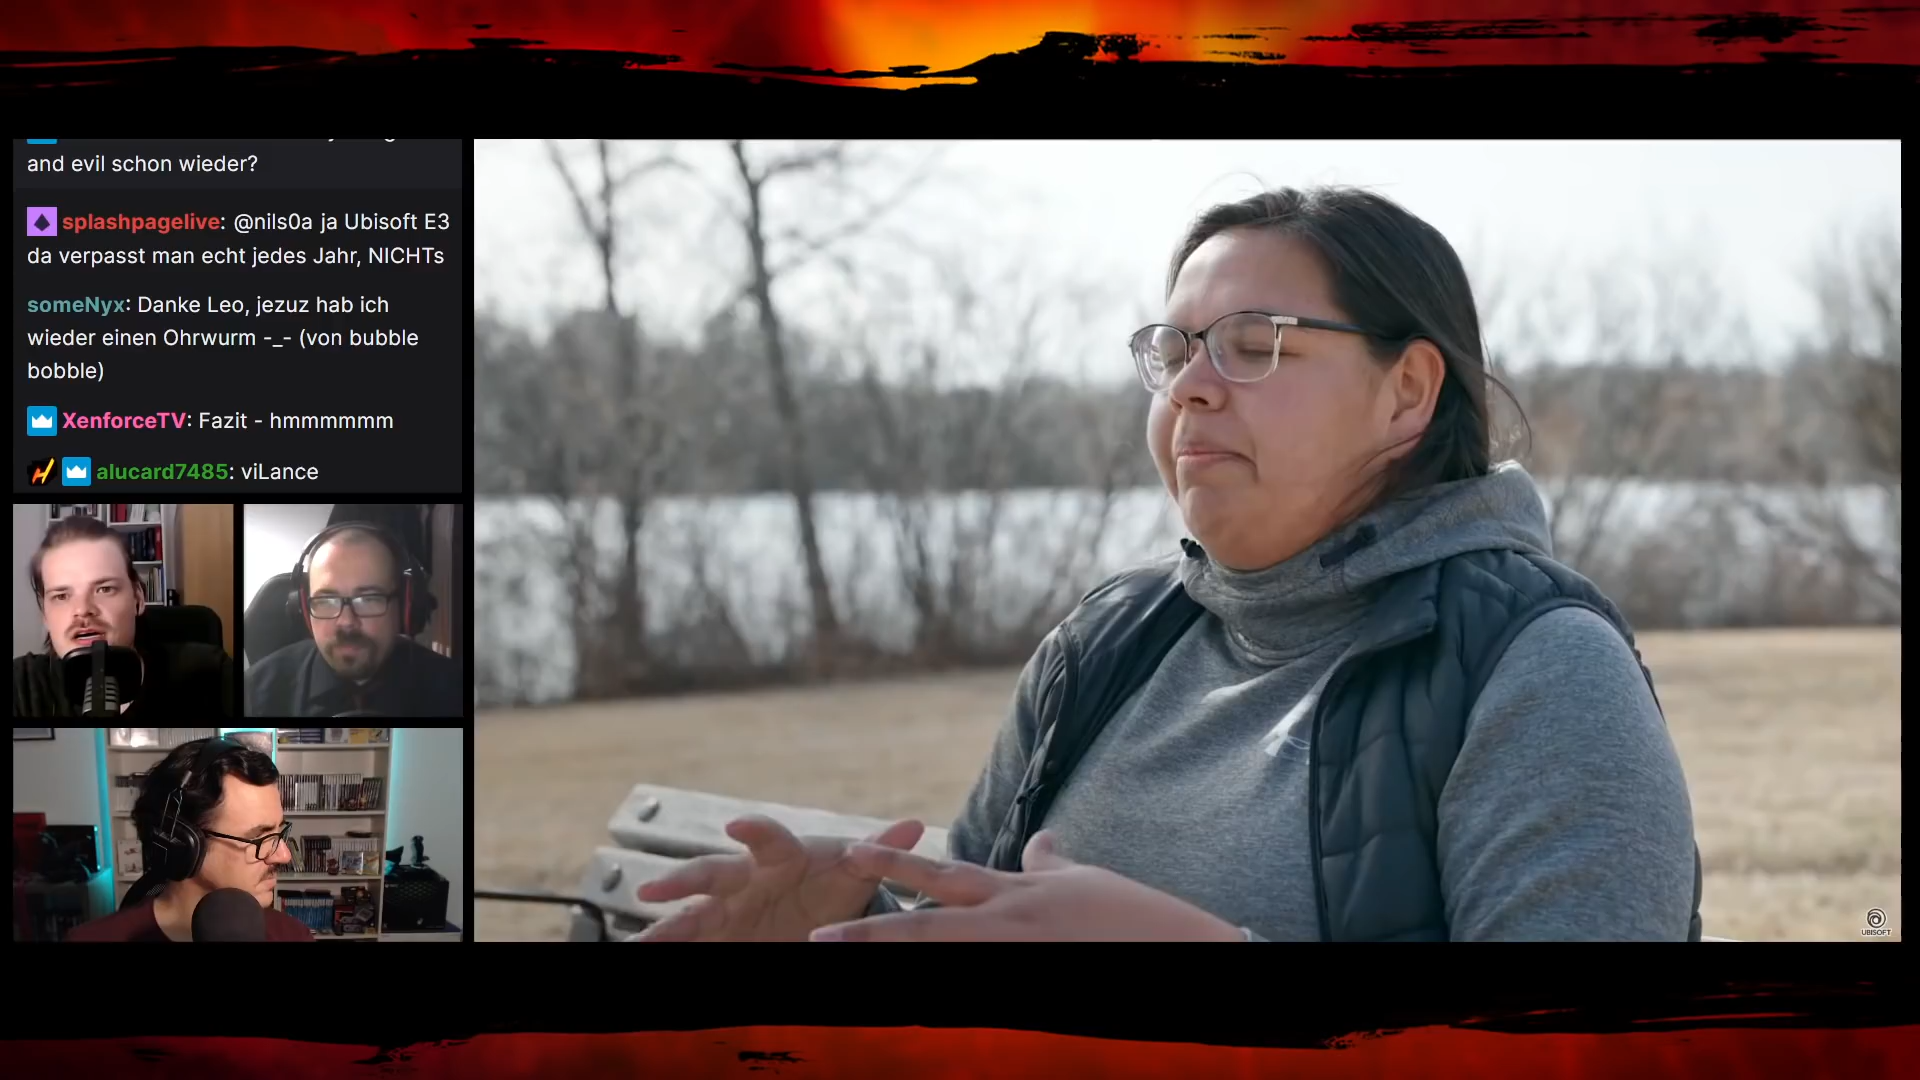 and evil schon wieder?
splashpagelive: @nils0a ja Ubisoft E3
da verpasst man echt jedes Jahr, NICHTs
someNyx: Danke Leo, jezuz hab ich
wieder einen Ohrwurm -_- (von bubble
bobble)
XenforceTV: Fazit - hmmmmmm
alucard7485: viLance
UBISOFT